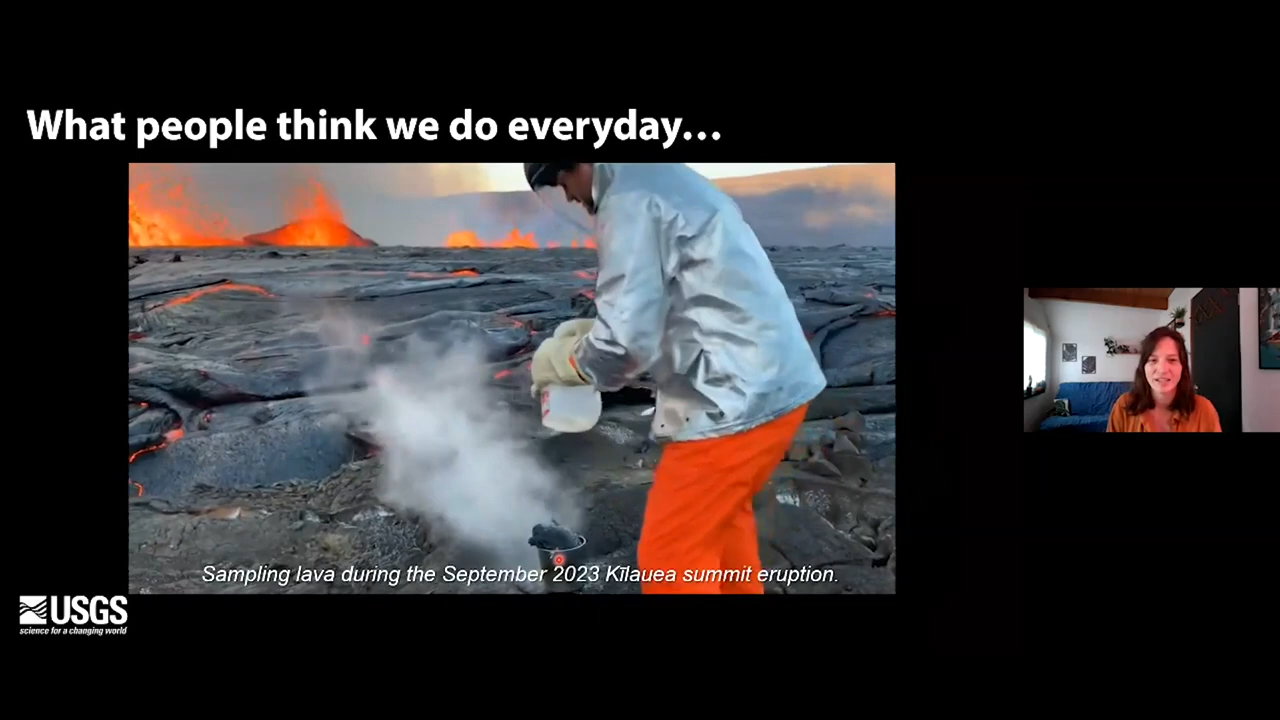 What people think we do everyday...
Sampling lava during the September 2023 Kīlauea summit eruption.
USGS
science for a changing world